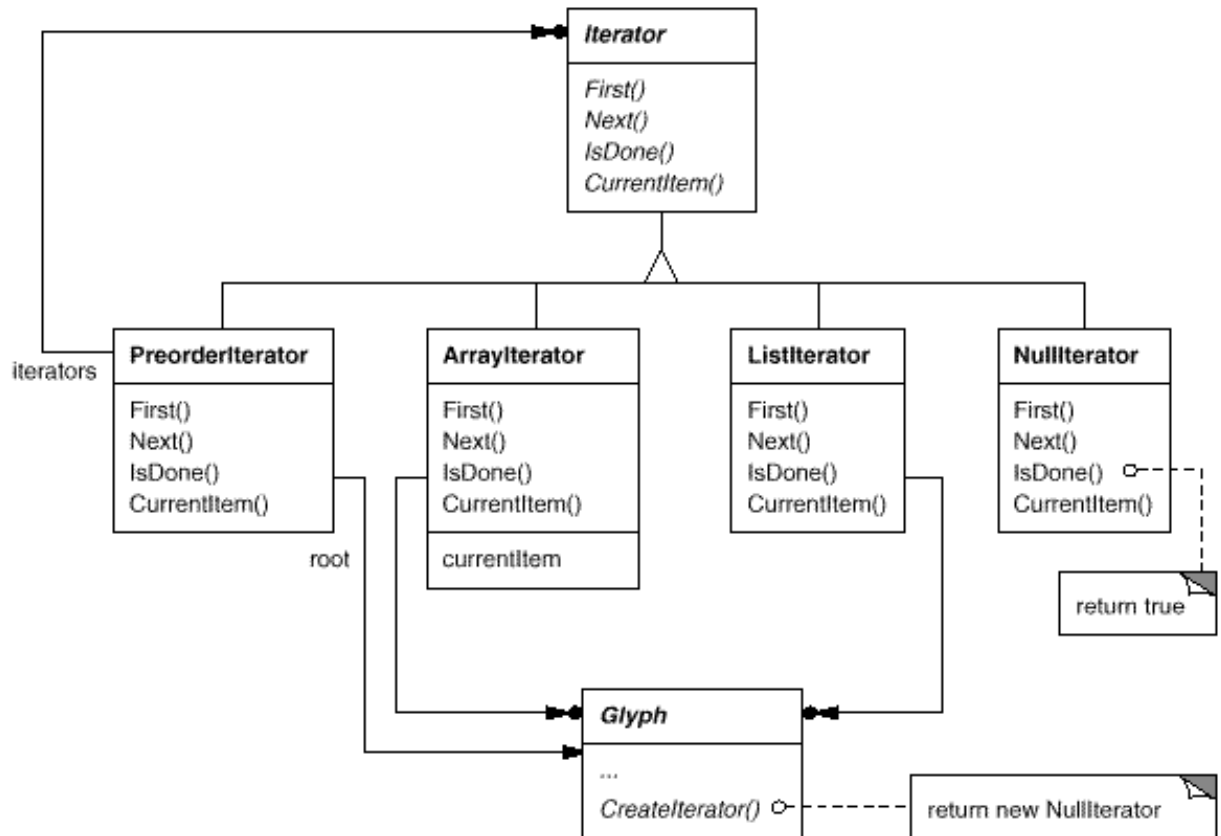 Iterator
First()
Next()
IsDone()
CurrentItem()
iterators
PreorderIterator
First()
Next()
IsDone()
CurrentItem()
root
ArrayIterator
First()
Next()
IsDone()
CurrentItem()
currentItem
ListIterator
First()
Next()
IsDone()
CurrentItem()
NullIterator
First()
Next()
IsDone()
CurrentItem()
return true
Glyph
...
CreateIterator()
return new NullIterator